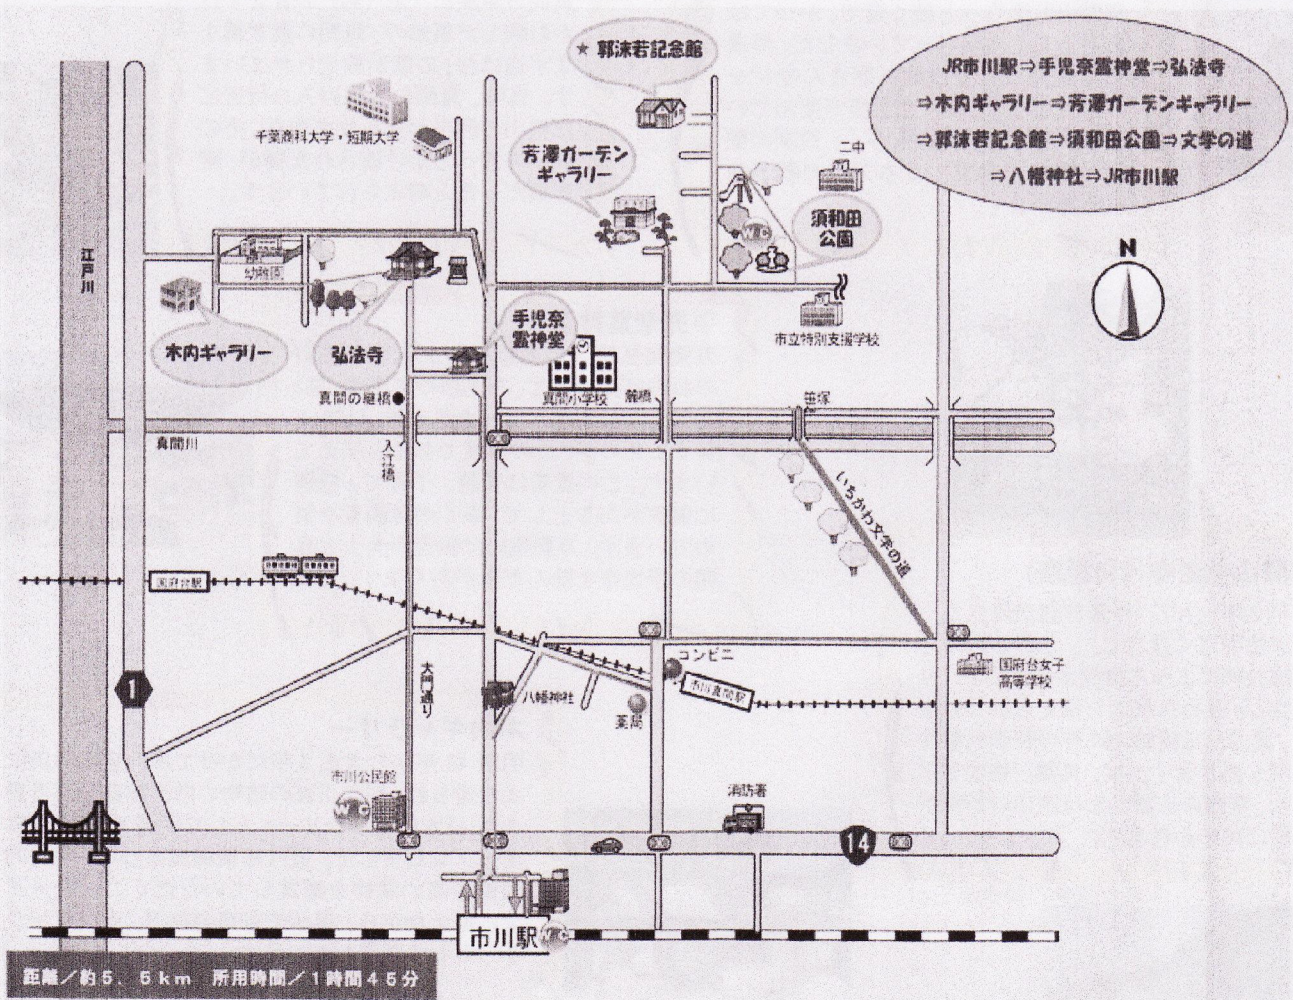 ★ 郭沫若記念館
JR市川駅⇒手児奈霊神堂⇒弘法寺
⇒木内ギャラリー⇒芳澤ガーデンギャラリー
⇒郭沫若記念館⇒須和田公園⇒文学の道
⇒八幡神社⇒JR市川駅
千葉商科大学・短期大学
芳澤ガーデン
ギャラリー
二中
須和田
公園
WC
N
江戸川
幼稚園
木内ギャラリー
弘法寺
手児奈
霊神堂
市立特別支援学校
真間の継橋
真間小学校
笹塚
真間川
入江橋
いちかわ文学の道
国府台駅
コンビニ
市川真間駅
国府台女子
高等学校
1
大門通り
八幡神社
薬局
市川公民館
WC
消防署
14
市川駅
WC
距離/約5.5km 所用時間/1時間45分